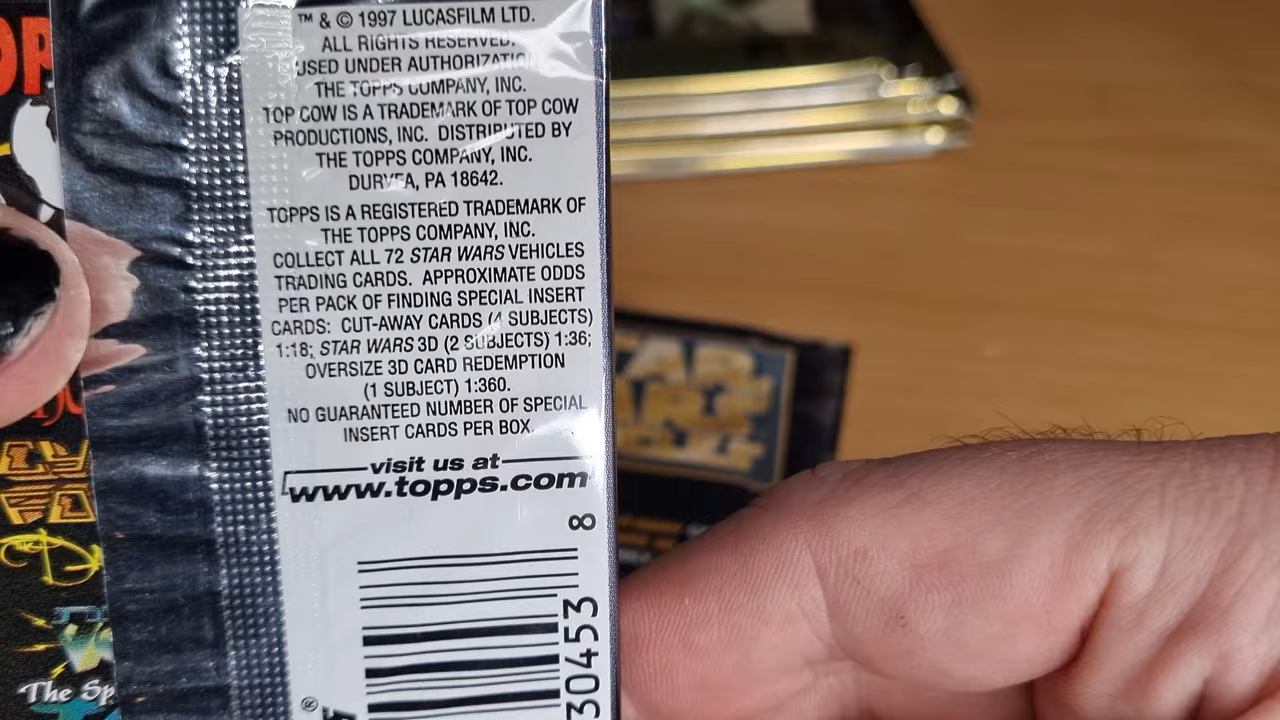 OP
™ & © 1997 LUCASFILM LTD.
ALL RIGHTS RESERVED.
USED UNDER AUTHORIZATION
THE TOPPS COMPANY, INC.
TOP COW IS A TRADEMARK OF TOP COW
PRODUCTIONS, INC. DISTRIBUTED BY
THE TOPPS COMPANY, INC.
DURYEA, PA 18642.
TOPPS IS A REGISTERED TRADEMARK OF
THE TOPPS COMPANY, INC.
COLLECT ALL 72 STAR WARS VEHICLES
TRADING CARDS. APPROXIMATE ODDS
PER PACK OF FINDING SPECIAL INSERT
CARDS: CUT-AWAY CARDS (4 SUBJECTS)
1:18; STAR WARS 3D (2 SUBJECTS) 1:36;
OVERSIZE 3D CARD REDEMPTION
(1 SUBJECT) 1:360.
NO GUARANTEED NUMBER OF SPECIAL
INSERT CARDS PER BOX.
visit us at
www.topps.com
8
30453
®
The Sp